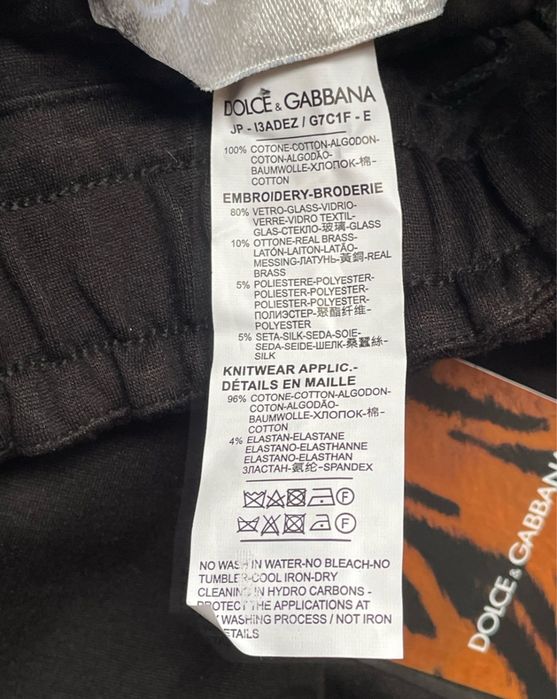 DOLCE & GABBANA
JP - I3ADEZ / G7C1F - E
100% COTONE-COTTON-ALGODON-
COTON-ALGODÃO-
BAUMWOLLE-ХЛОПОК-棉-
COTTON
EMBROIDERY-BRODERIE
80% VETRO-GLASS-VIDRIO-
VERRE-VIDRO TEXTIL-
GLAS-СТЕКЛО-玻璃-GLASS
10% OTTONE-REAL BRASS-
LATÓN-LAITON-LATÃO-
MESSING-ЛАТУНЬ-黃銅-REAL
BRASS
5% POLIESTERE-POLYESTER-
POLIESTER-POLYESTER-
POLIESTER-POLYESTER-
ПОЛИЭСТЕР-聚酯纤维-
POLYESTER
5% SETA-SILK-SEDA-SOIE-
SEDA-SEIDE-ШЕЛК-桑蠶絲-
SILK
KNITWEAR APPLIC.-
DÉTAILS EN MAILLE
96% COTONE-COTTON-ALGODON-
COTON-ALGODÃO-
BAUMWOLLE-ХЛОПОК-棉-
COTTON
4% ELASTAN-ELASTANE
ELASTANO-ELASTHANNE
ELASTANO-ELASTHAN
ЭЛАСТАН-氨纶-SPANDEX
F
F
NO WASH IN WATER-NO BLEACH-NO
TUMBLER-COOL IRON-DRY
CLEANING IN HYDRO CARBONS -
PROTECT THE APPLICATIONS AT
WASHING PROCESS / NOT IRON
DETAILS
DOLCE & GABBANA